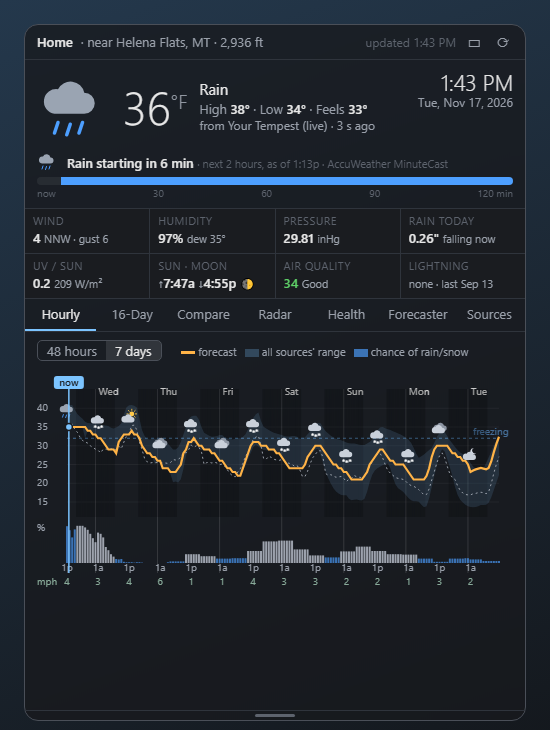 Home · near Helena Flats, MT · 2,936 ft updated 1:43 PM
36°F
Rain
High 38° · Low 34° · Feels 33°
from Your Tempest (live) · 3 s ago
1:43 PM
Tue, Nov 17, 2026
Rain starting in 6 min · next 2 hours, as of 1:13p · AccuWeather MinuteCast
now 30 60 90 120 min
WIND HUMIDITY PRESSURE RAIN TODAY
4 NNW · gust 6 97% dew 35° 29.81 inHg 0.26" falling now
UV / SUN SUN · MOON AIR QUALITY LIGHTNING
0.2 209 W/m² ↑7:47a ↓4:55p 34 Good none · last Sep 13
Hourly 16-Day Compare Radar Health Forecaster Sources
48 hours 7 days forecast all sources' range chance of rain/snow
now
Wed Thu Fri Sat Sun Mon Tue
40
35
freezing
30
25
20
15
%
1p 1a 1p 1a 1p 1a 1p 1a 1p 1a 1p 1a 1p 1a
mph 4 3 4 6 1 1 4 3 3 2 2 1 3 2